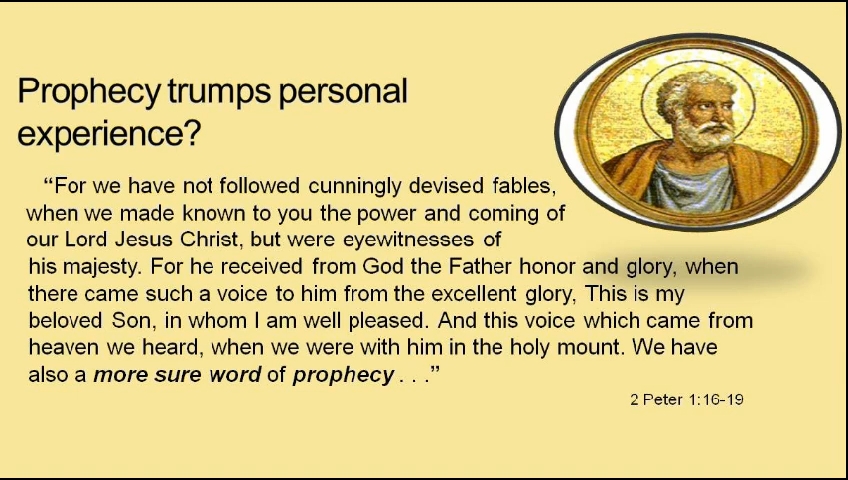 Prophecy trumps personal
experience?
“For we have not followed cunningly devised fables,
when we made known to you the power and coming of
our Lord Jesus Christ, but were eyewitnesses of
his majesty. For he received from God the Father honor and glory, when
there came such a voice to him from the excellent glory, This is my
beloved Son, in whom I am well pleased. And this voice which came from
heaven we heard, when we were with him in the holy mount. We have
also a more sure word of prophecy . . .”
2 Peter 1:16-19